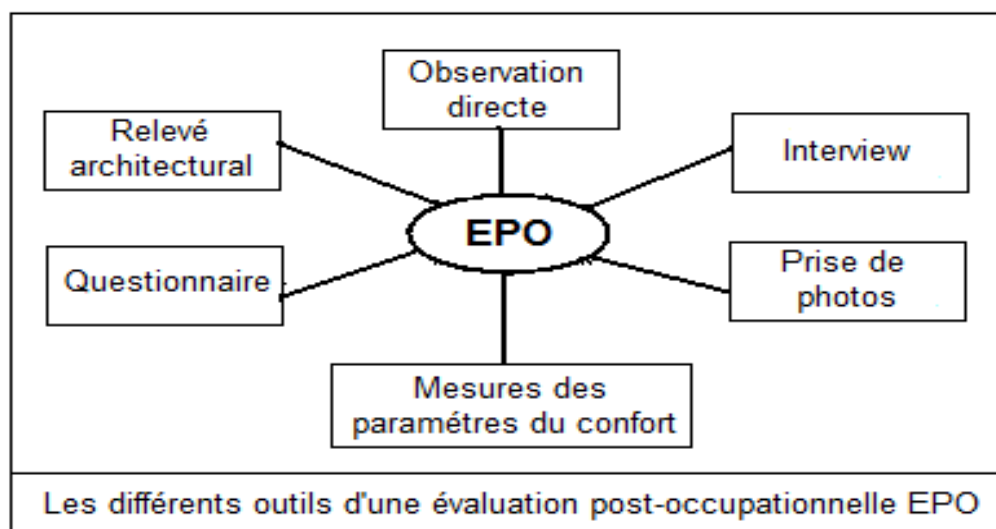 Observation
directe
Relevé
architectural
Interview
EPO
Questionnaire
Prise de
photos
Mesures des
paramétres du confort
Les différents outils d'une évaluation post-occupationnelle EPO